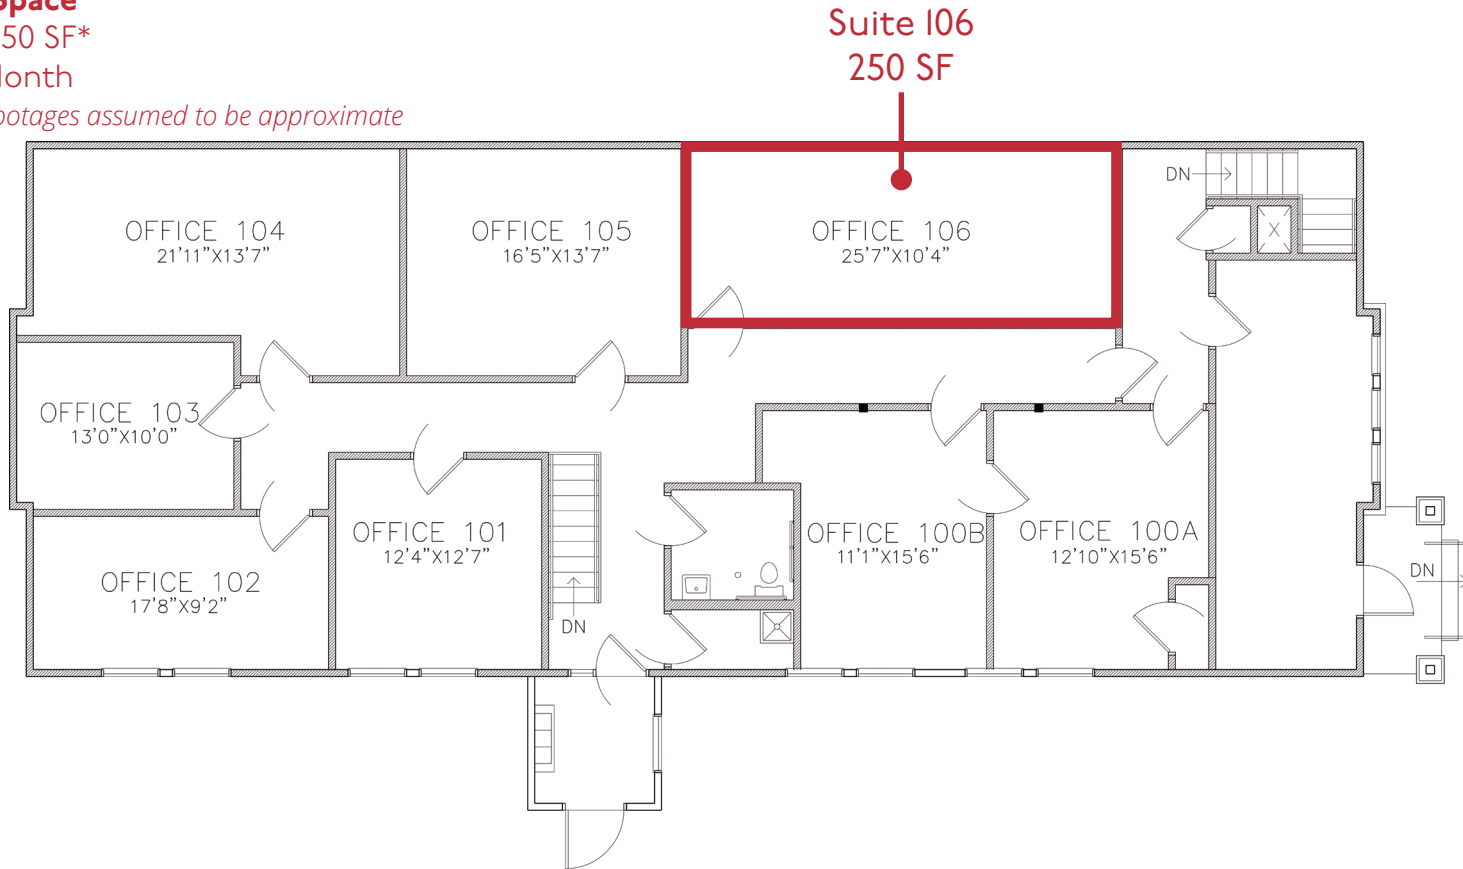 Space
50 SF*
Month
ootages assumed to be approximate
Suite 106
250 SF
DN
OFFICE 104
21'11"X13'7"
OFFICE 105
16'5"X13'7"
OFFICE 106
25'7"X10'4"
X
OFFICE 103
13'0"X10'0"
OFFICE 101
12'4"X12'7"
OFFICE 100B
11'1"X15'6"
OFFICE 100A
12'10"X15'6"
OFFICE 102
17'8"X9'2"
DN
DN